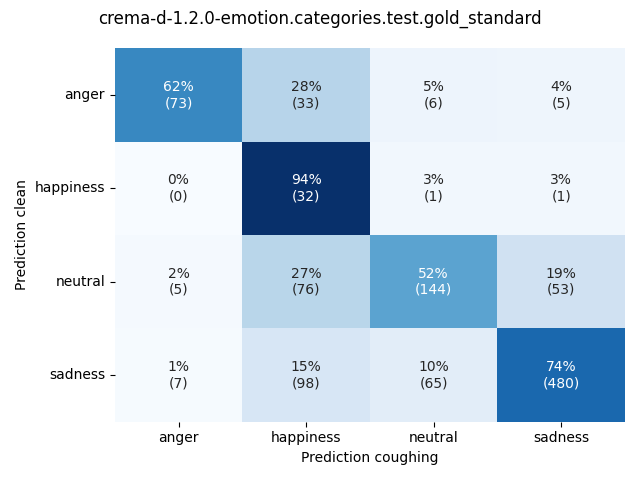 crema-d-1.2.0-emotion.categories.test.gold_standard
Prediction clean
anger
62% 28% 5% 4%
(73) (33) (6) (5)
happiness
0% 94% 3% 3%
(0) (32) (1) (1)
neutral
2% 27% 52% 19%
(5) (76) (144) (53)
sadness
1% 15% 10% 74%
(7) (98) (65) (480)
anger happiness neutral sadness
Prediction coughing